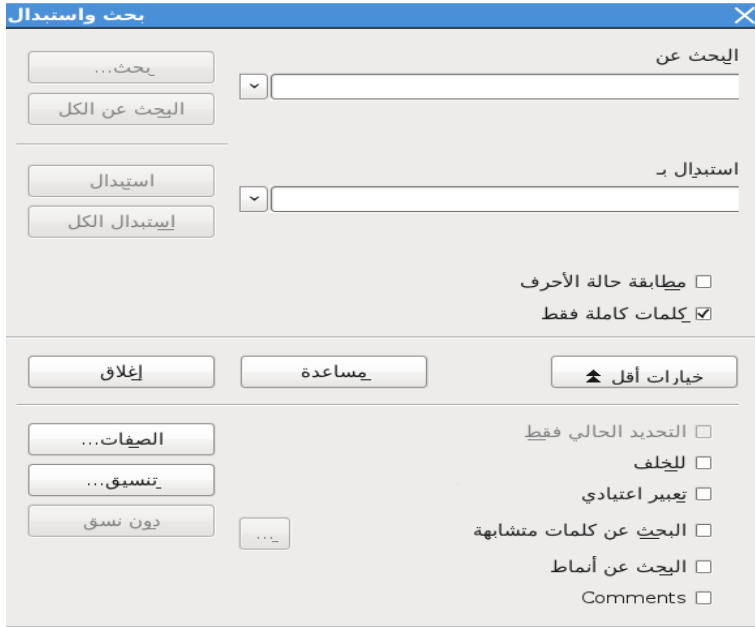 بحث واستبدال
البحث عن
بحث...
البحث عن الكل
استبدال بـ
استبدال
استبدال الكل
مطابقة حالة الأحرف
كلمات كاملة فقط
خيارات أقل
مساعدة
إغلاق
التحديد الحالي فقط
الصفات...
للخلف
تنسيق...
تعبير اعتيادي
دون نسق
البحث عن كلمات متشابهة
...
البحث عن أنماط
Comments